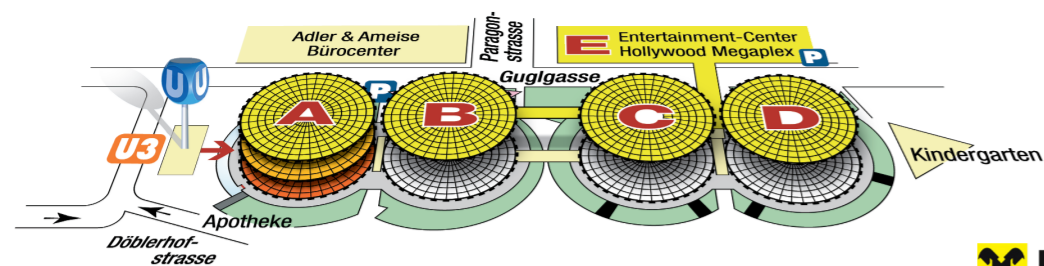 Adler & Ameise
Bürocenter
Paragon-
strasse
E Entertainment-Center
Hollywood Megaplex
P
Guglgasse
P
U U
A
B
C
D
U3
Kindergarten
Apotheke
Döblerhof-
strasse